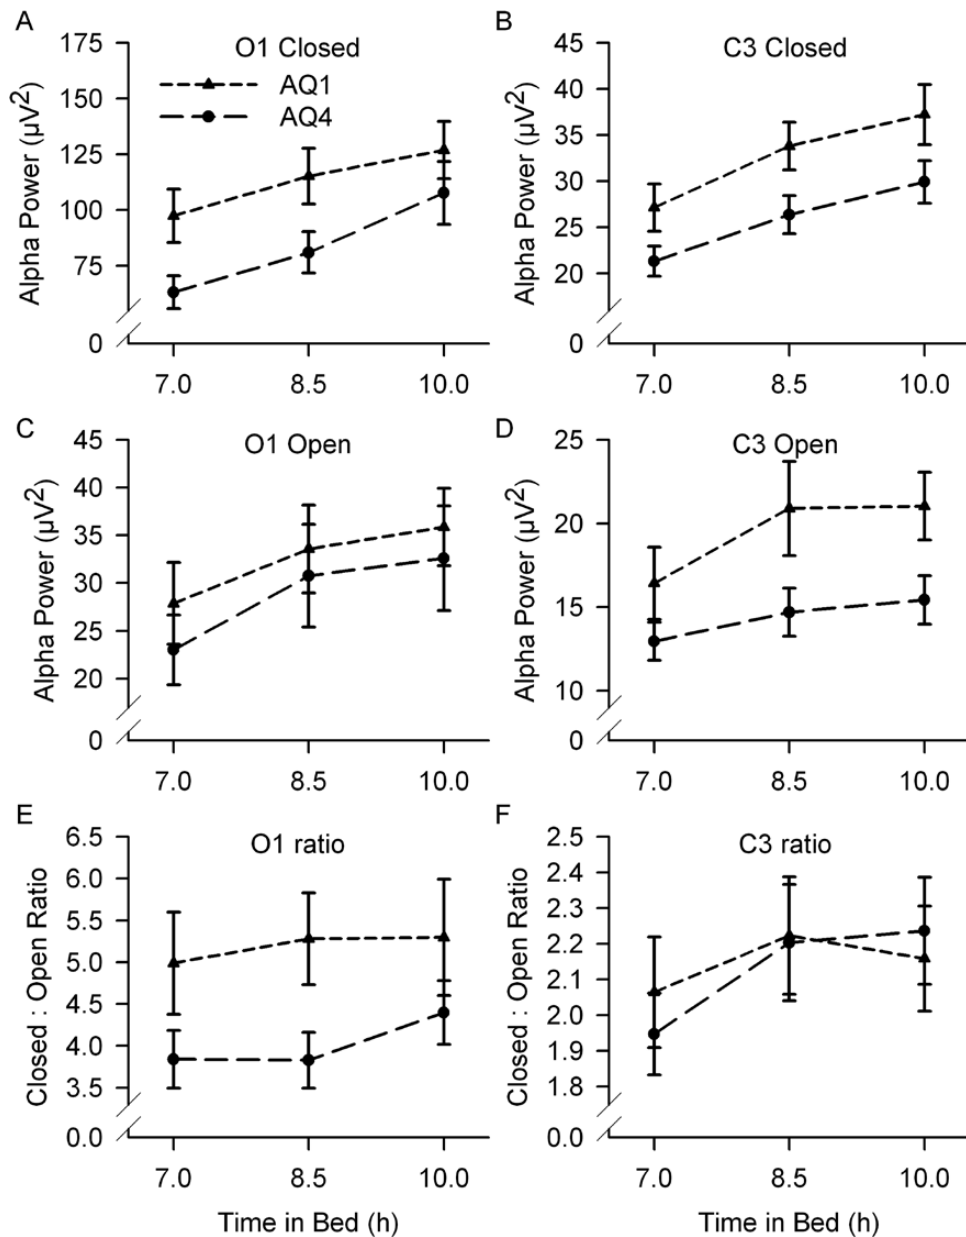 A
O1 Closed
AQ1
AQ4
Alpha Power (µV²)
175
150
125
100
75
0
7.0 8.5 10.0
B
C3 Closed
Alpha Power (µV²)
45
40
35
30
25
20
0
7.0 8.5 10.0
C
O1 Open
Alpha Power (µV²)
45
40
35
30
25
20
0
7.0 8.5 10.0
D
C3 Open
Alpha Power (µV²)
25
20
15
10
0
7.0 8.5 10.0
E
O1 ratio
Closed : Open Ratio
6.5
6.0
5.5
5.0
4.5
4.0
3.5
0.0
7.0 8.5 10.0
Time in Bed (h)
F
C3 ratio
Closed : Open Ratio
2.5
2.4
2.3
2.2
2.1
2.0
1.9
1.8
0.0
7.0 8.5 10.0
Time in Bed (h)